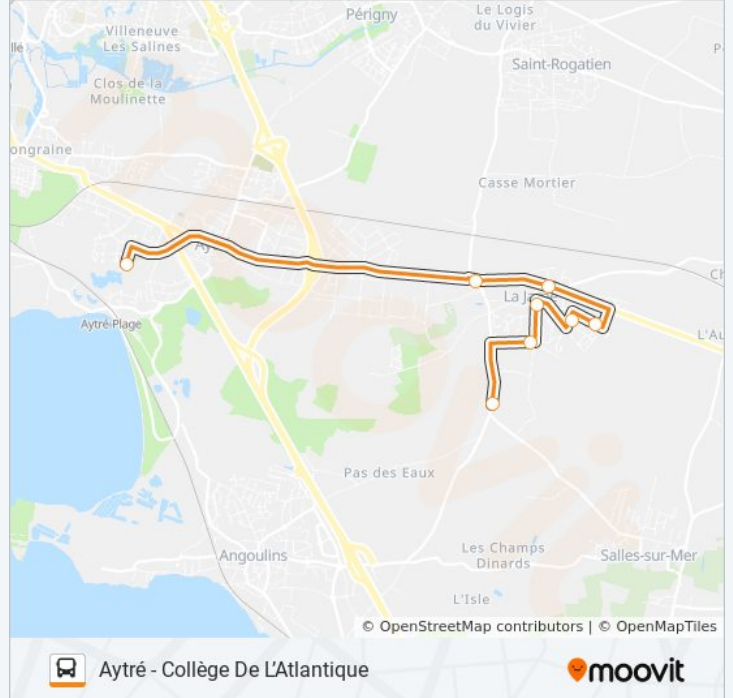 Périgny
Le Logis
du Vivier
Villeneuve
Les Salines
Saint-Rogatien
Clos de la
Moulinette
ongraine
Casse Mortier
Ay
La Ja
Ch
Aytré Plage
L'Au
Pas des Eaux
Angoulins
Les Champs
Dinards
Salles-sur-Mer
L'Isle
© OpenStreetMap contributors | © OpenMapTiles
Aytré - Collège De L'Atlantique
moovit